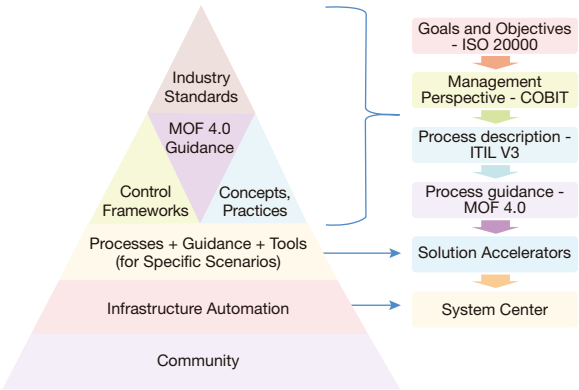 Industry
Standards
MOF 4.0
Guidance
Control
Frameworks
Concepts,
Practices
Processes + Guidance + Tools
(for Specific Scenarios)
Infrastructure Automation
Community
Goals and Objectives
- ISO 20000
Management
Perspective - COBIT
Process description -
ITIL V3
Process guidance -
MOF 4.0
Solution Accelerators
System Center